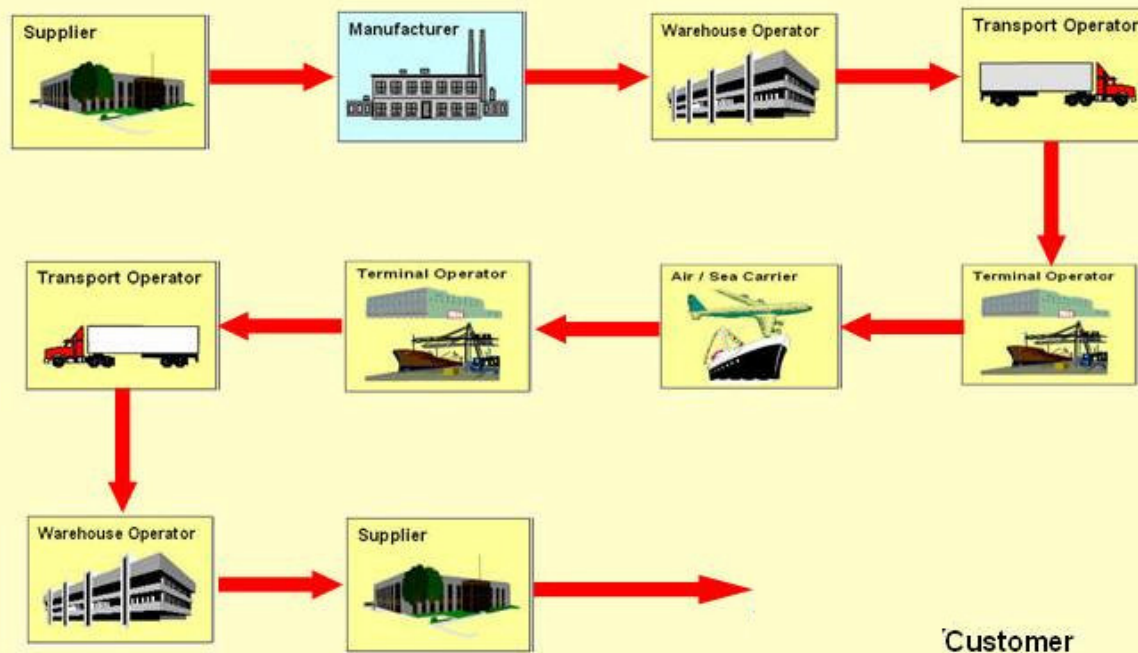 Supplier
Manufacturer
Warehouse Operator
Transport Operator
Transport Operator
Terminal Operator
Air / Sea Carrier
Terminal Operator
Warehouse Operator
Supplier
Customer